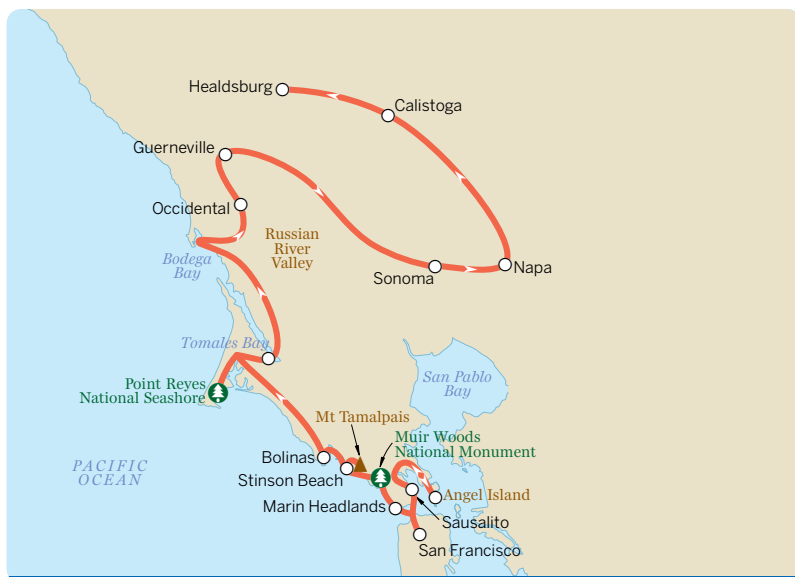 Healdsburg
Calistoga
Guerneville
Occidental
Russian
River
Valley
Bodega
Bay
Sonoma
Napa
Tomales Bay
San Pablo
Bay
Point Reyes
National Seashore
Mt Tamalpais
Muir Woods
National Monument
Bolinas
PACIFIC
OCEAN
Stinson Beach
Angel Island
Marin Headlands
Sausalito
San Francisco